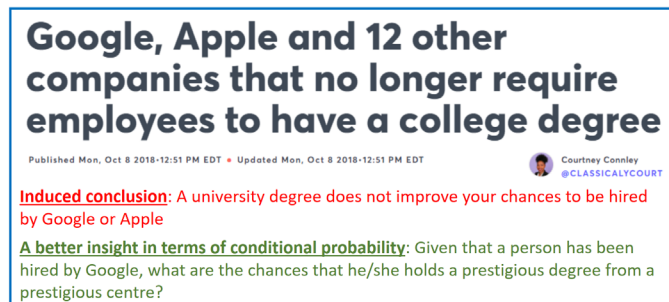 Google, Apple and 12 other
companies that no longer require
employees to have a college degree
Published Mon, Oct 8 2018•12:51 PM EDT • Updated Mon, Oct 8 2018•12:51 PM EDT
Courtney Connley
@CLASSICALYCOURT
Induced conclusion: A university degree does not improve your chances to be hired
by Google or Apple
A better insight in terms of conditional probability: Given that a person has been
hired by Google, what are the chances that he/she holds a prestigious degree from a
prestigious centre?